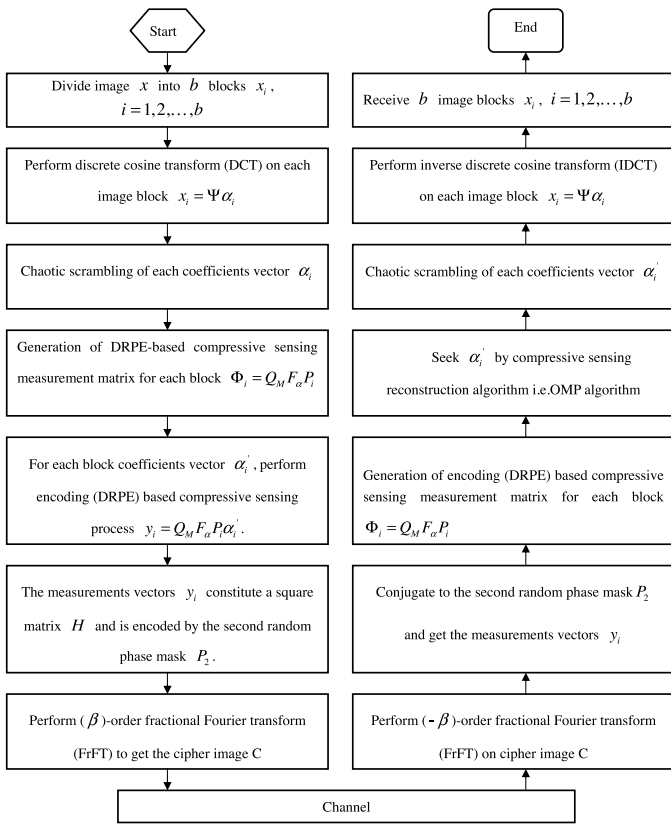 Start
Divide image x into b blocks x_i ,
i = 1,2,…,b
Perform discrete cosine transform (DCT) on each
image block x_i = Ψα_i
Chaotic scrambling of each coefficients vector α_i
Generation of DRPE-based compressive sensing
measurement matrix for each block Φ_i = Q_M F_α P_i
For each block coefficients vector α_i' , perform
encoding (DRPE) based compressive sensing
process y_i = Q_M F_α P_i α_i' .
The measurements vectors y_i constitute a square
matrix H and is encoded by the second random
phase mask P_2 .
Perform (β)-order fractional Fourier transform
(FrFT) to get the cipher image C
Channel
Perform (-β)-order fractional Fourier transform
(FrFT) on cipher image C
Conjugate to the second random phase mask P_2
and get the measurements vectors y_i
Generation of encoding (DRPE) based compressive
sensing measurement matrix for each block
Φ_i = Q_M F_α P_i
Seek α_i' by compressive sensing
reconstruction algorithm i.e.OMP algorithm
Chaotic scrambling of each coefficients vector α_i'
Perform inverse discrete cosine transform (IDCT)
on each image block x_i = Ψα_i
Receive b image blocks x_i , i = 1,2,…,b
End